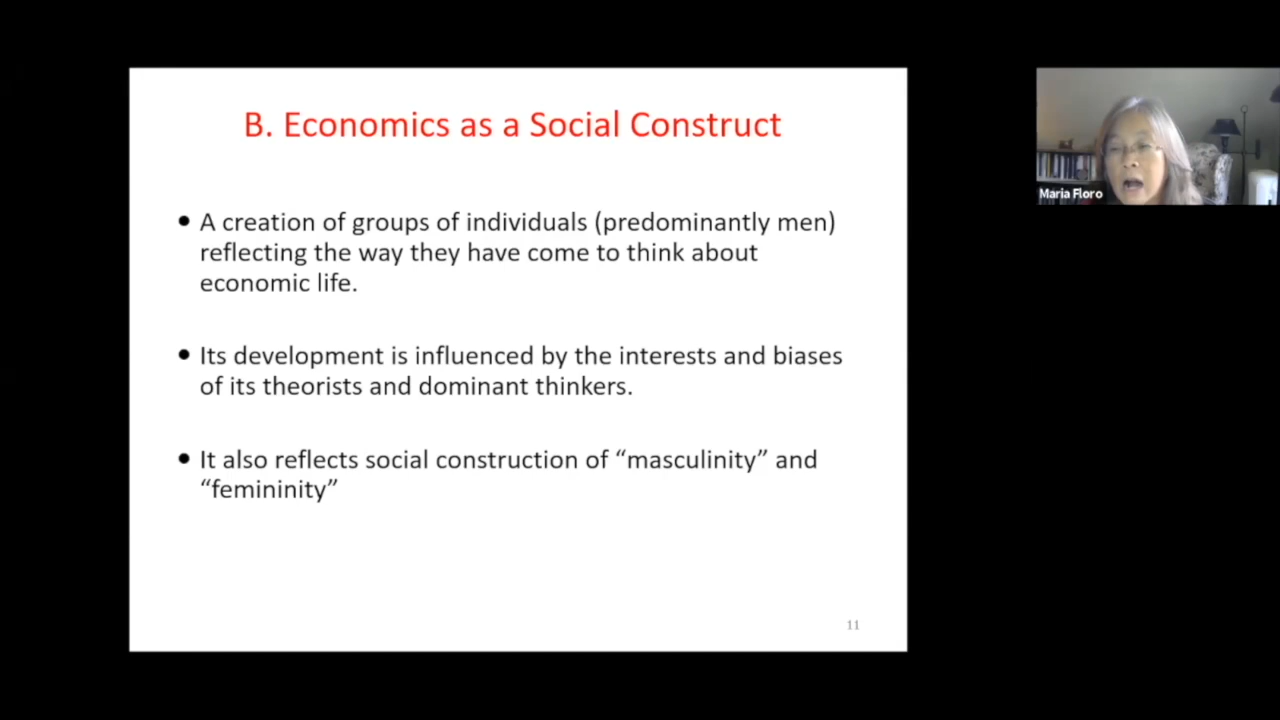 B. Economics as a Social Construct
• A creation of groups of individuals (predominantly men)
reflecting the way they have come to think about
economic life.
• Its development is influenced by the interests and biases
of its theorists and dominant thinkers.
• It also reflects social construction of “masculinity” and
“femininity”
11
Maria Floro